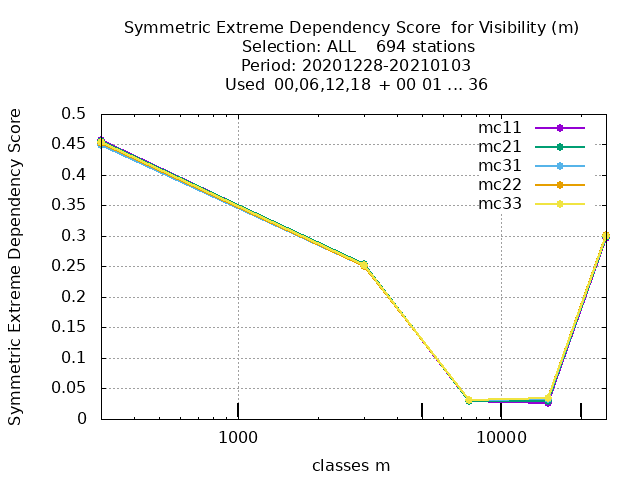 Symmetric Extreme Dependency Score  for Visibility (m)
Selection: ALL    694 stations
Period: 20201228-20210103
Used  00,06,12,18  + 00 01 ... 36
Symmetric Extreme Dependency Score
0.5
0.45
0.4
0.35
0.3
0.25
0.2
0.15
0.1
0.05
0
mc11
mc21
mc31
mc22
mc33
1000
10000
classes m